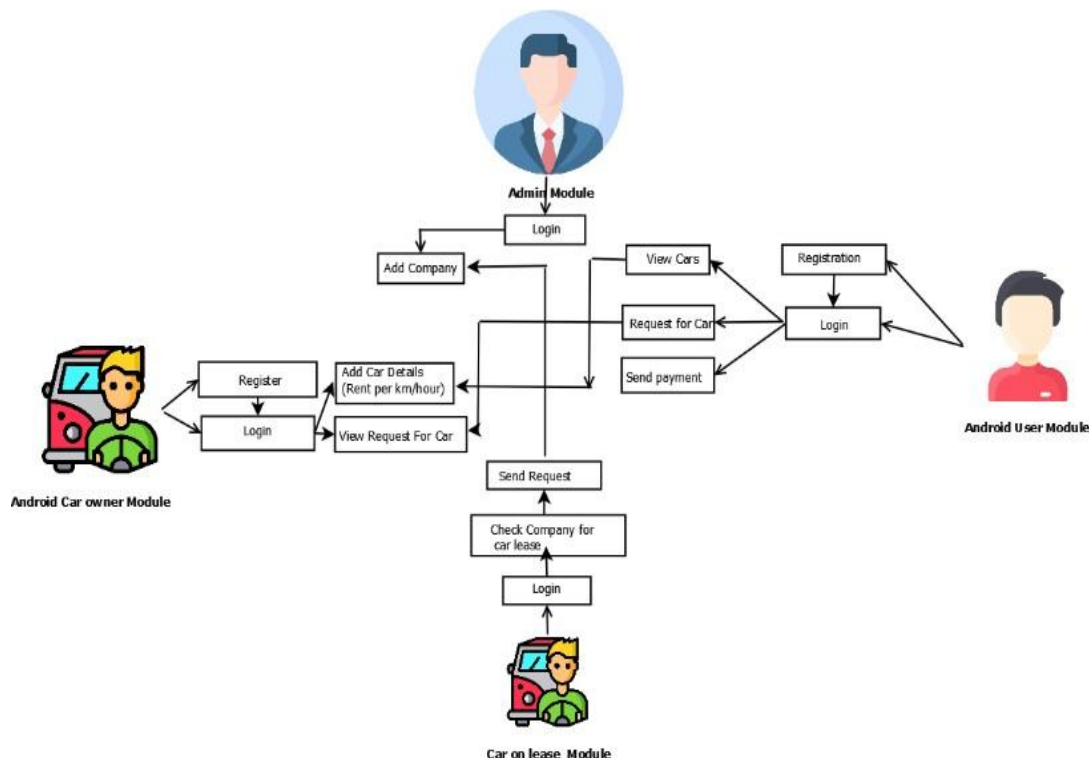 Admin Module
Login
Add Company
View Cars
Registration
Request for Car
Login
Send payment
Android User Module
Register
Add Car Details
(Rent per km/hour)
Login
View Request For Car
Android Car owner Module
Send Request
Check Company for
car lease
Login
Car on lease Module